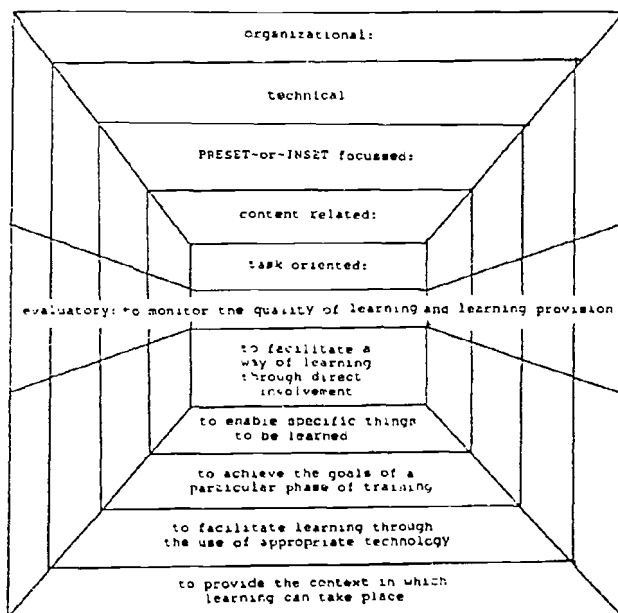 organizational:
technical
PRESET-or-INSET focussed:
content related:
task oriented:
evaluatory: to monitor the quality of learning and learning provision
to facilitate a
way of learning
through direct
involvement
to enable specific things
to be learned
to achieve the goals of a
particular phase of training
to facilitate learning through
the use of appropriate technology
to provide the context in which
learning can take place